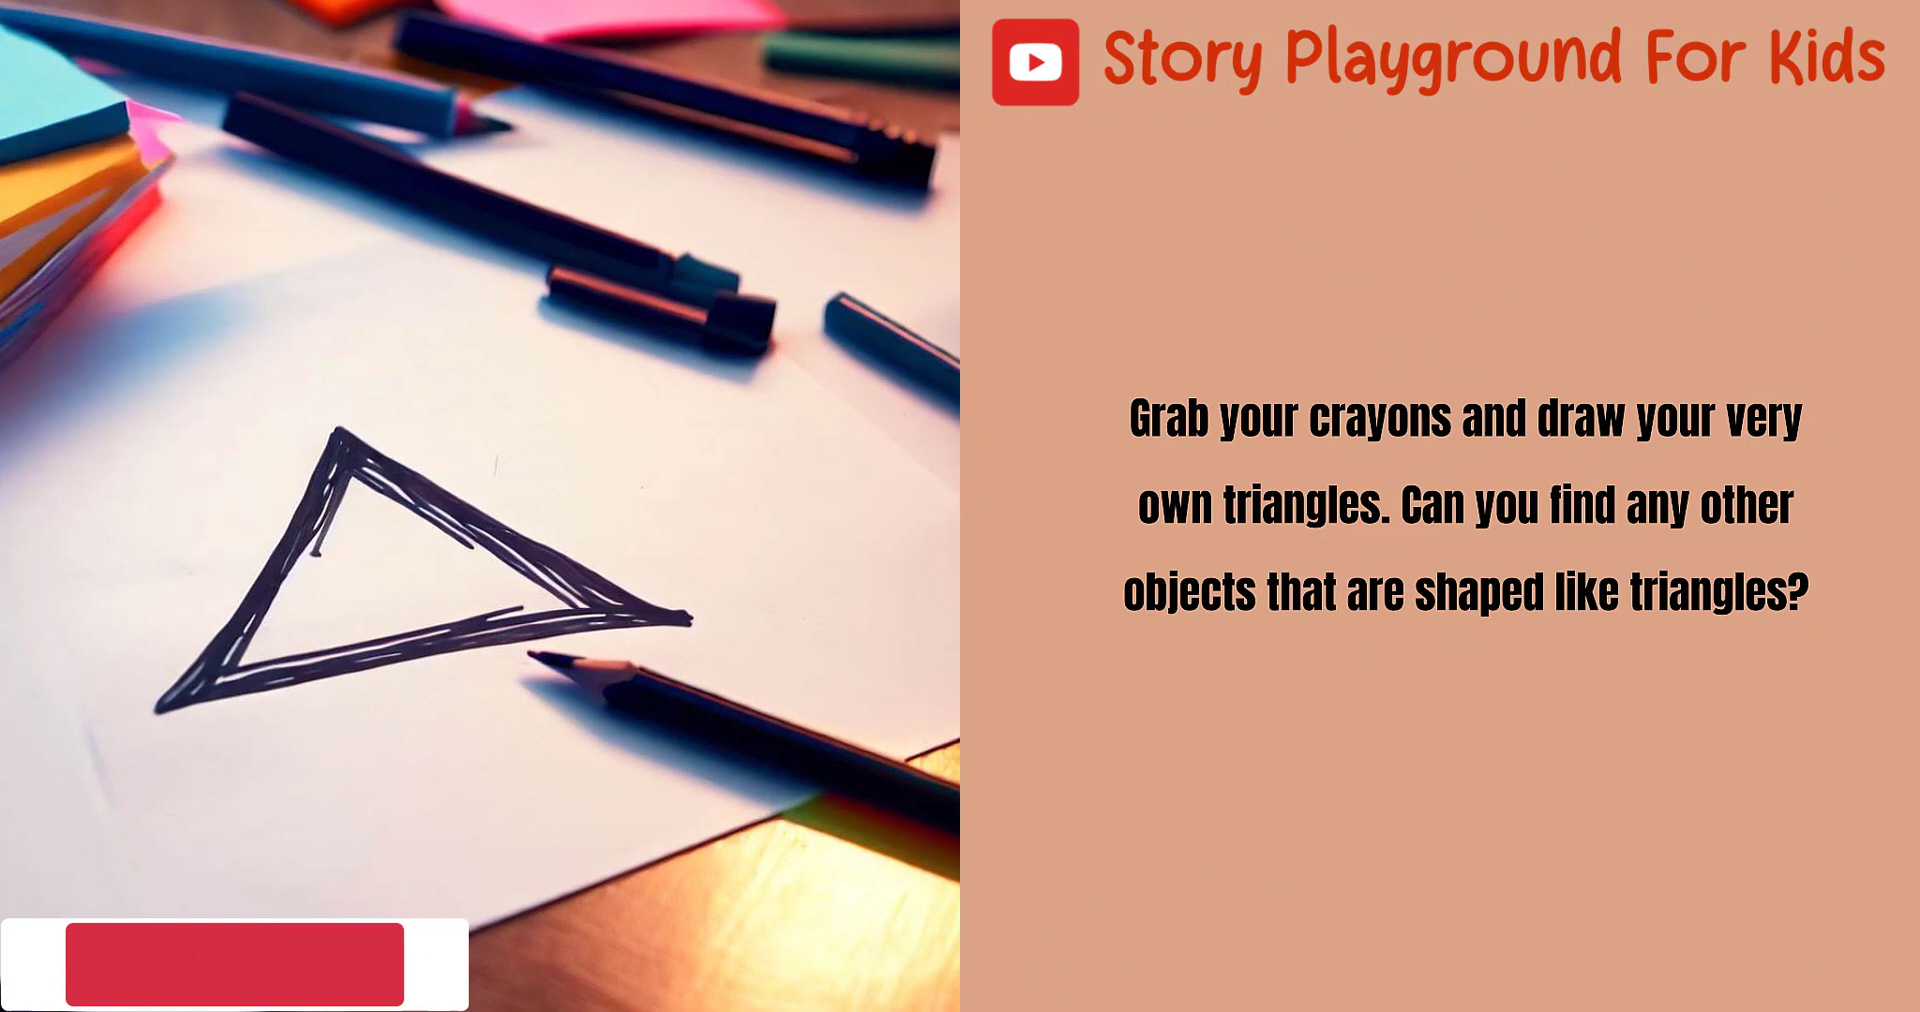 Story Playground For Kids
Grab your crayons and draw your very
own triangles. Can you find any other
objects that are shaped like triangles?